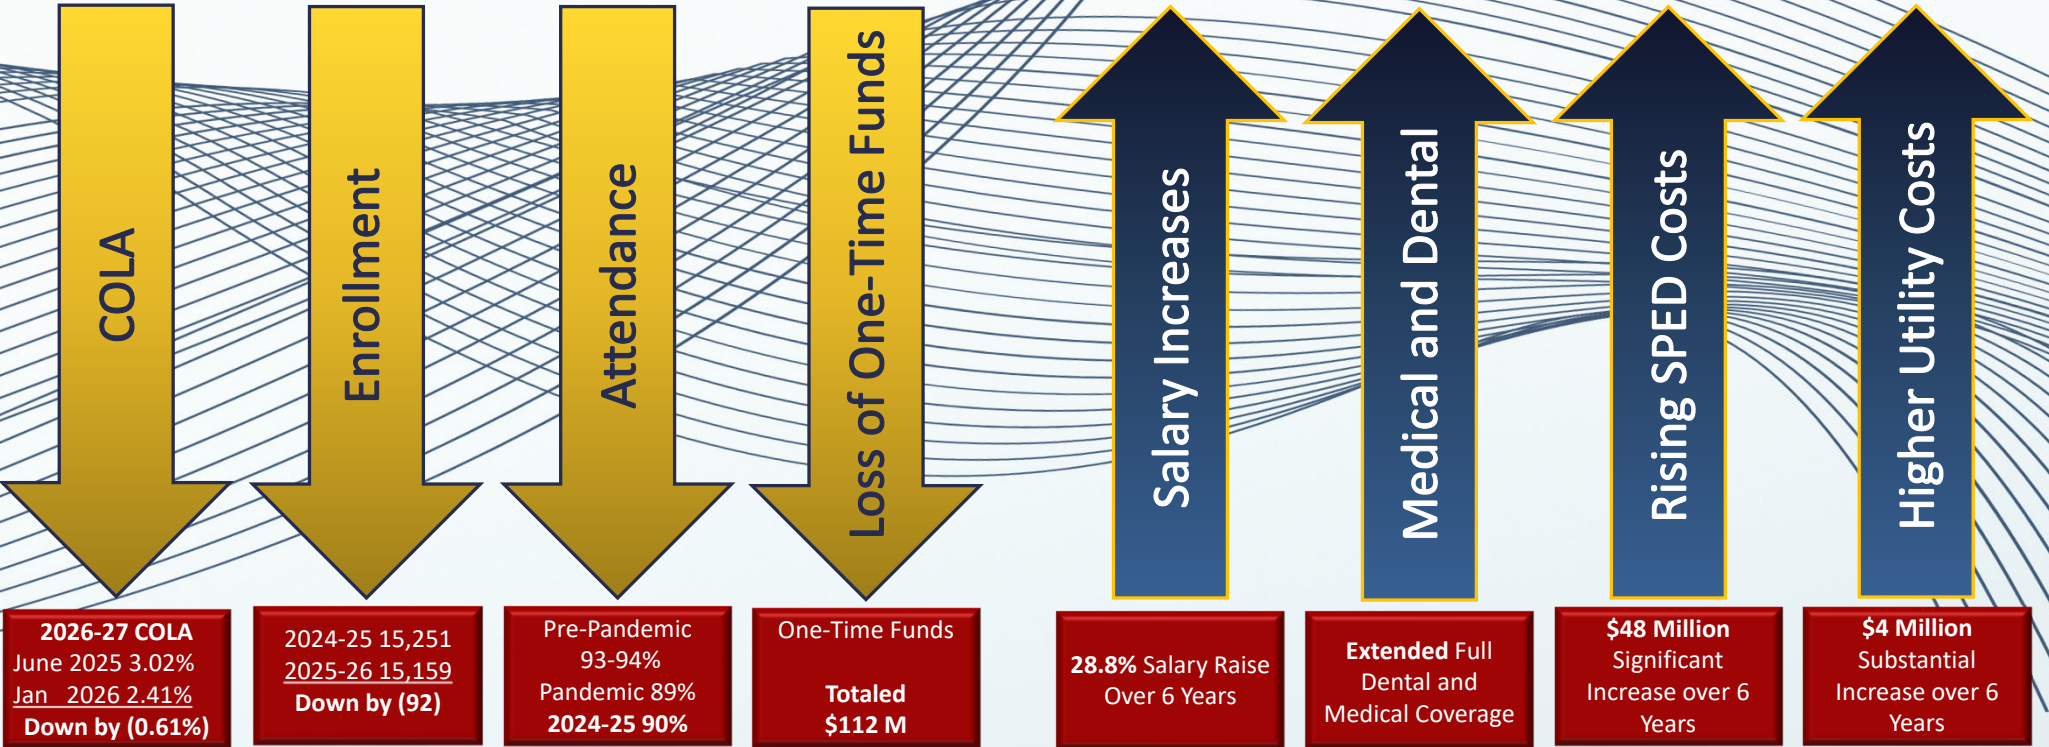 COLA
Enrollment
Attendance
Loss of One-Time Funds
Salary Increases
Medical and Dental
Rising SPED Costs
Higher Utility Costs
2026-27 COLA
June 2025 3.02%
Jan 2026 2.41%
Down by (0.61%)
2024-25 15,251
2025-26 15,159
Down by (92)
Pre-Pandemic
93-94%
Pandemic 89%
2024-25 90%
One-Time Funds
Totaled
$112 M
28.8% Salary Raise
Over 6 Years
Extended Full
Dental and
Medical Coverage
$48 Million
Significant
Increase over 6
Years
$4 Million
Substantial
Increase over 6
Years